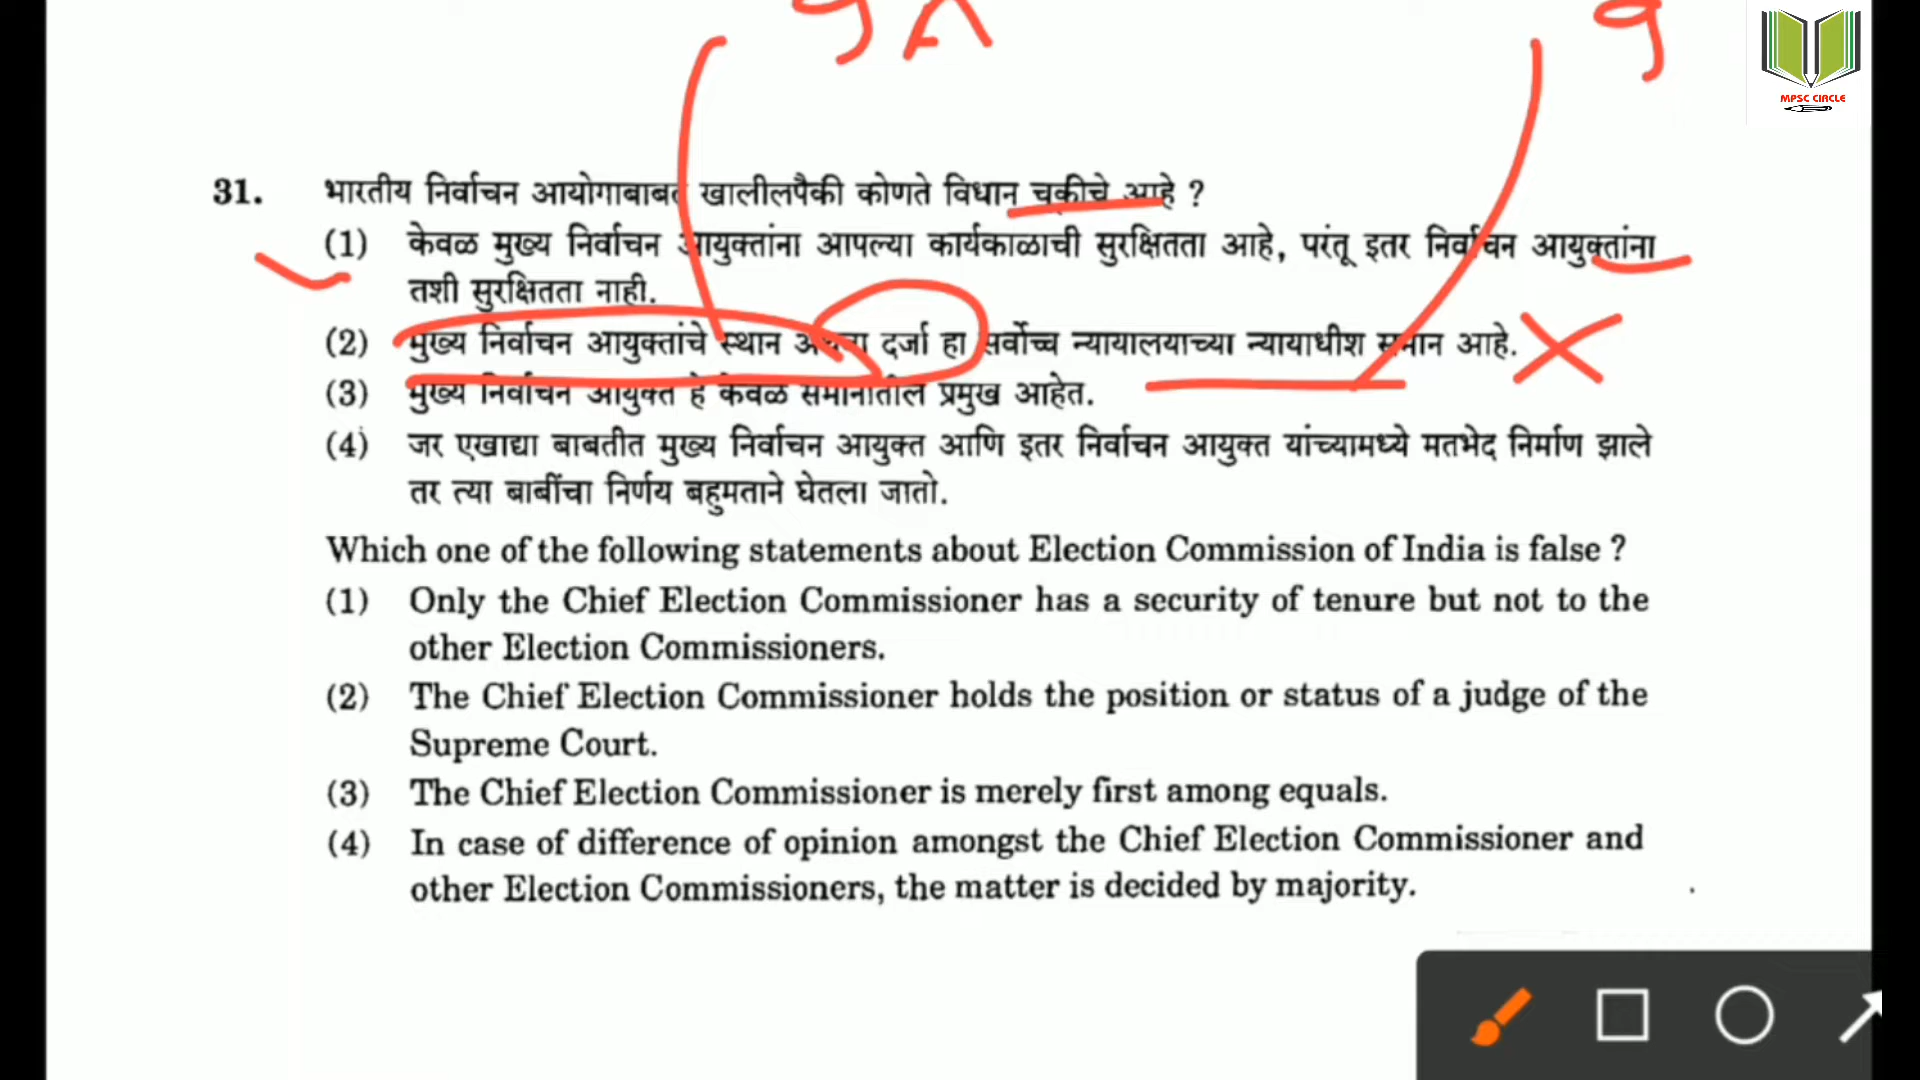 MPSC CIRCLE
31. भारतीय निर्वाचन आयोगाबाबत खालीलपैकी कोणते विधान चुकीचे आहे ?
(1) केवळ मुख्य निर्वाचन आयुक्तांना आपल्या कार्यकाळाची सुरक्षितता आहे, परंतू इतर निर्वाचन आयुक्तांना
तशी सुरक्षितता नाही.
(2) मुख्य निर्वाचन आयुक्तांचे स्थान अथवा दर्जा हा सर्वोच्च न्यायालयाच्या न्यायाधीश समान आहे.
(3) मुख्य निर्वाचन आयुक्त हे केवळ समानातील प्रमुख आहेत.
(4) जर एखाद्या बाबतीत मुख्य निर्वाचन आयुक्त आणि इतर निर्वाचन आयुक्त यांच्यामध्ये मतभेद निर्माण झाले
तर त्या बाबींचा निर्णय बहुमताने घेतला जातो.
Which one of the following statements about Election Commission of India is false ?
(1) Only the Chief Election Commissioner has a security of tenure but not to the
other Election Commissioners.
(2) The Chief Election Commissioner holds the position or status of a judge of the
Supreme Court.
(3) The Chief Election Commissioner is merely first among equals.
(4) In case of difference of opinion amongst the Chief Election Commissioner and
other Election Commissioners, the matter is decided by majority.